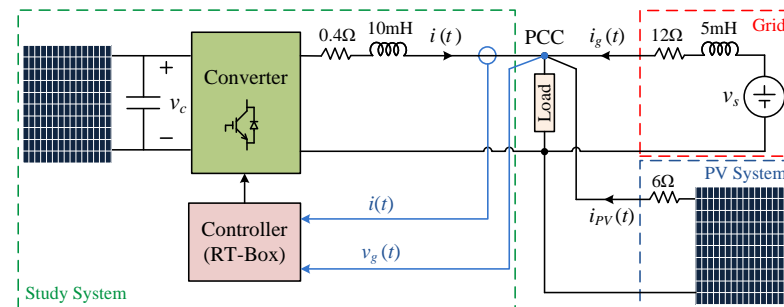 0.4Ω
10mH
i(t)
PCC
i_g(t)
12Ω
5mH
Grid
+
v_c
−
Converter
Load
v_s
PV System
Controller
(RT-Box)
i(t)
v_g(t)
i_PV(t)
6Ω
Study System